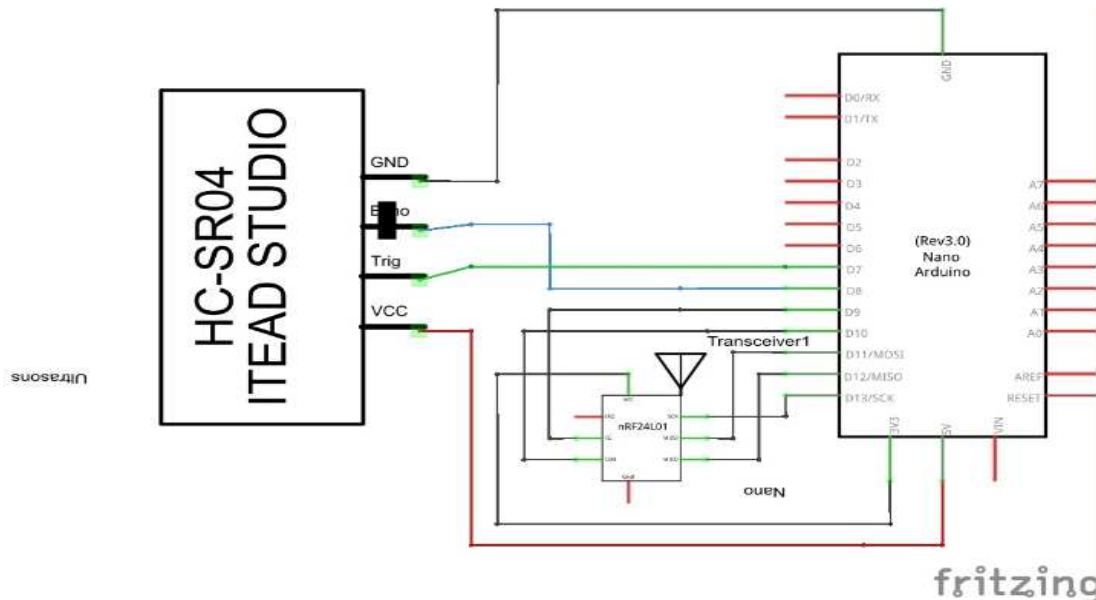 GND
HC-SR04
ITEAD STUDIO
GND
Trig
VCC
Ultrasons
D0/RX
D1/TX
D2
D3
D4
D5
D6
D7
D8
D9
D10
D11/MOSI
D12/MISO
D13/SCK
(Rev3.0)
Nano
Arduino
A7
A6
A5
A4
A3
A2
A1
A0
AREF
RESET
3V3
5V
VIN
Transceiver1
nRF24L01
Nano
fritzing